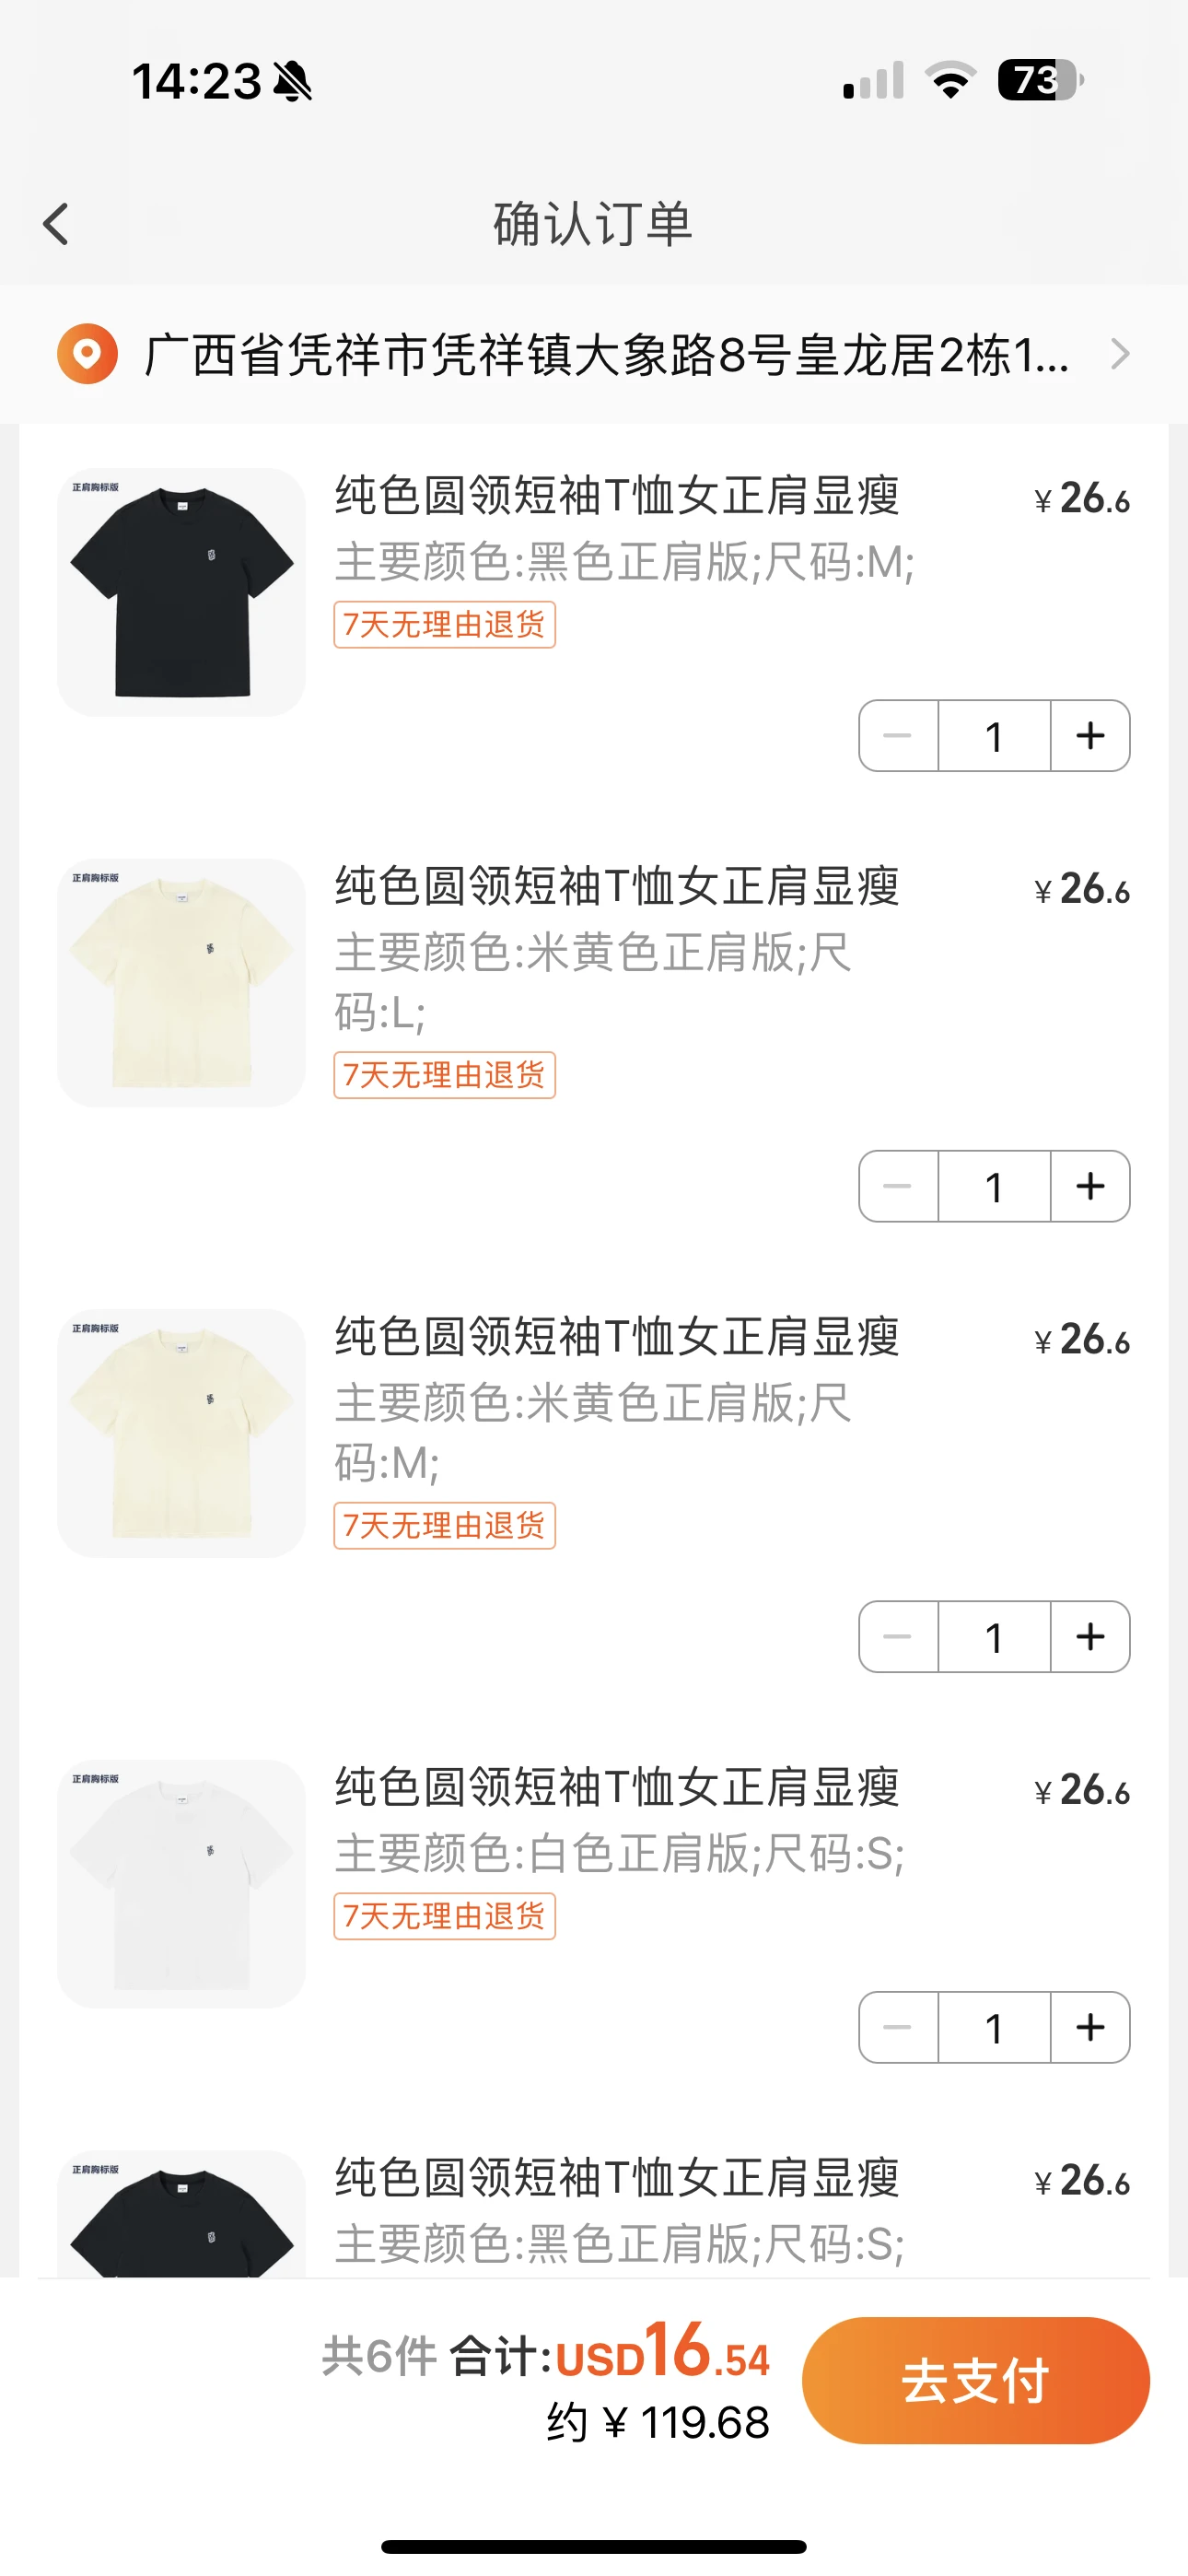 14:23
73
确认订单
广西省凭祥市凭祥镇大象路8号皇龙居2栋1...
正肩胸标版
纯色圆领短袖T恤女正肩显瘦
¥ 26.6
主要颜色:黑色正肩版;尺码:M;
7天无理由退货
1
正肩胸标版
纯色圆领短袖T恤女正肩显瘦
¥ 26.6
主要颜色:米黄色正肩版;尺
码:L;
7天无理由退货
1
正肩胸标版
纯色圆领短袖T恤女正肩显瘦
¥ 26.6
主要颜色:米黄色正肩版;尺
码:M;
7天无理由退货
1
正肩胸标版
纯色圆领短袖T恤女正肩显瘦
¥ 26.6
主要颜色:白色正肩版;尺码:S;
7天无理由退货
1
正肩胸标版
纯色圆领短袖T恤女正肩显瘦
¥ 26.6
主要颜色:黑色正肩版;尺码:S;
共6件 合计:USD16.54
约 ¥ 119.68
去支付